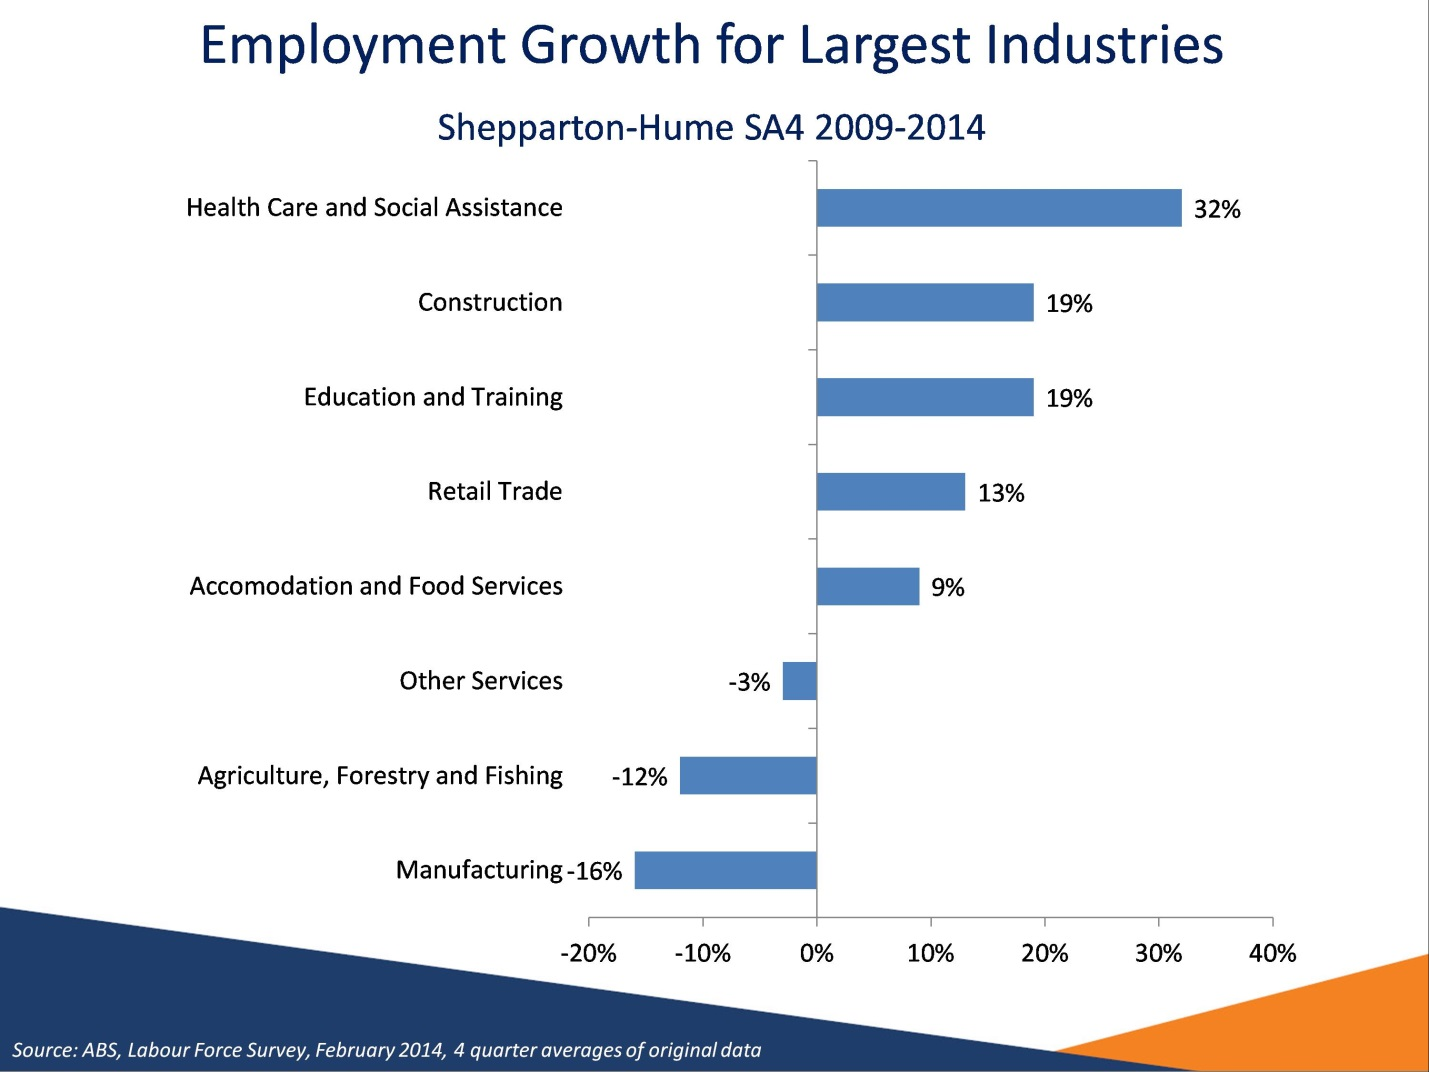 Employment Growth for Largest Industries
Shepparton-Hume SA4 2009-2014
Health Care and Social Assistance 32%
Construction 19%
Education and Training 19%
Retail Trade 13%
Accomodation and Food Services 9%
Other Services -3%
Agriculture, Forestry and Fishing -12%
Manufacturing -16%
-20% -10% 0% 10% 20% 30% 40%
Source: ABS, Labour Force Survey, February 2014, 4 quarter averages of original data